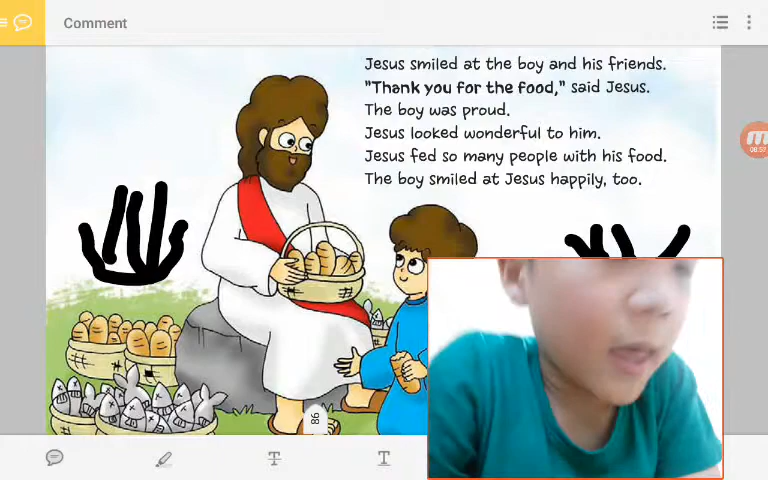 Comment
Jesus smiled at the boy and his friends.
"Thank you for the food," said Jesus.
The boy was proud.
Jesus looked wonderful to him.
Jesus fed so many people with his food.
The boy smiled at Jesus happily, too.
86
T
T